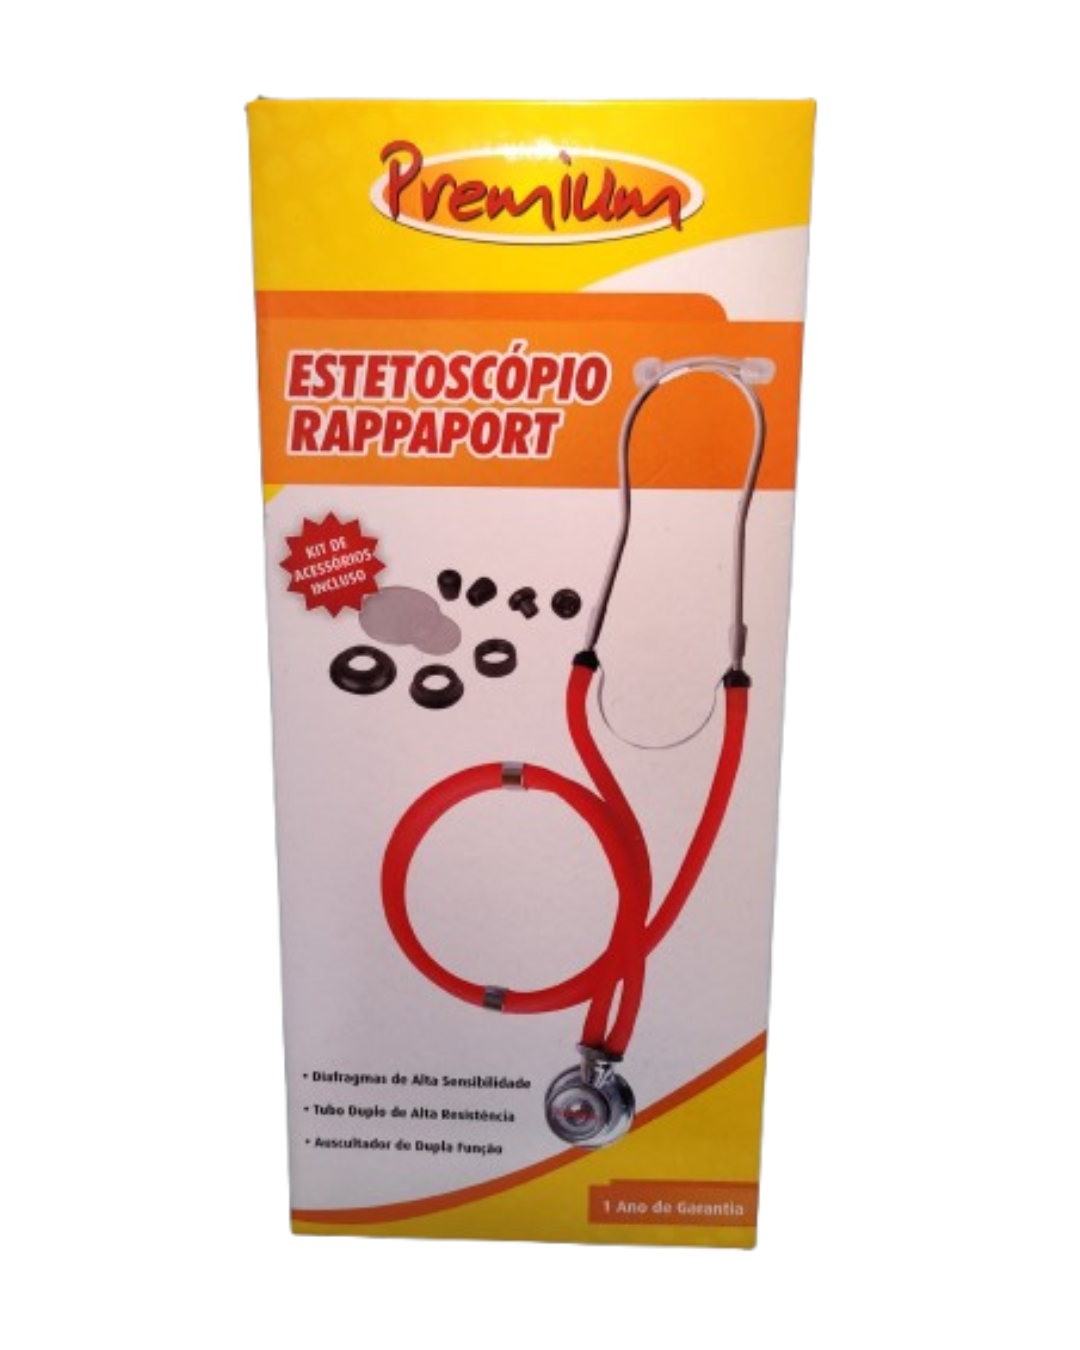 Premium
ESTETOSCÓPIO
RAPPAPORT
KIT DE
ACESSÓRIOS
INCLUSO
• Diafragmas de Alta Sensibilidade
• Tubo Duplo de Alta Resistência
• Auscultador de Dupla Função
1 Ano de Garantia